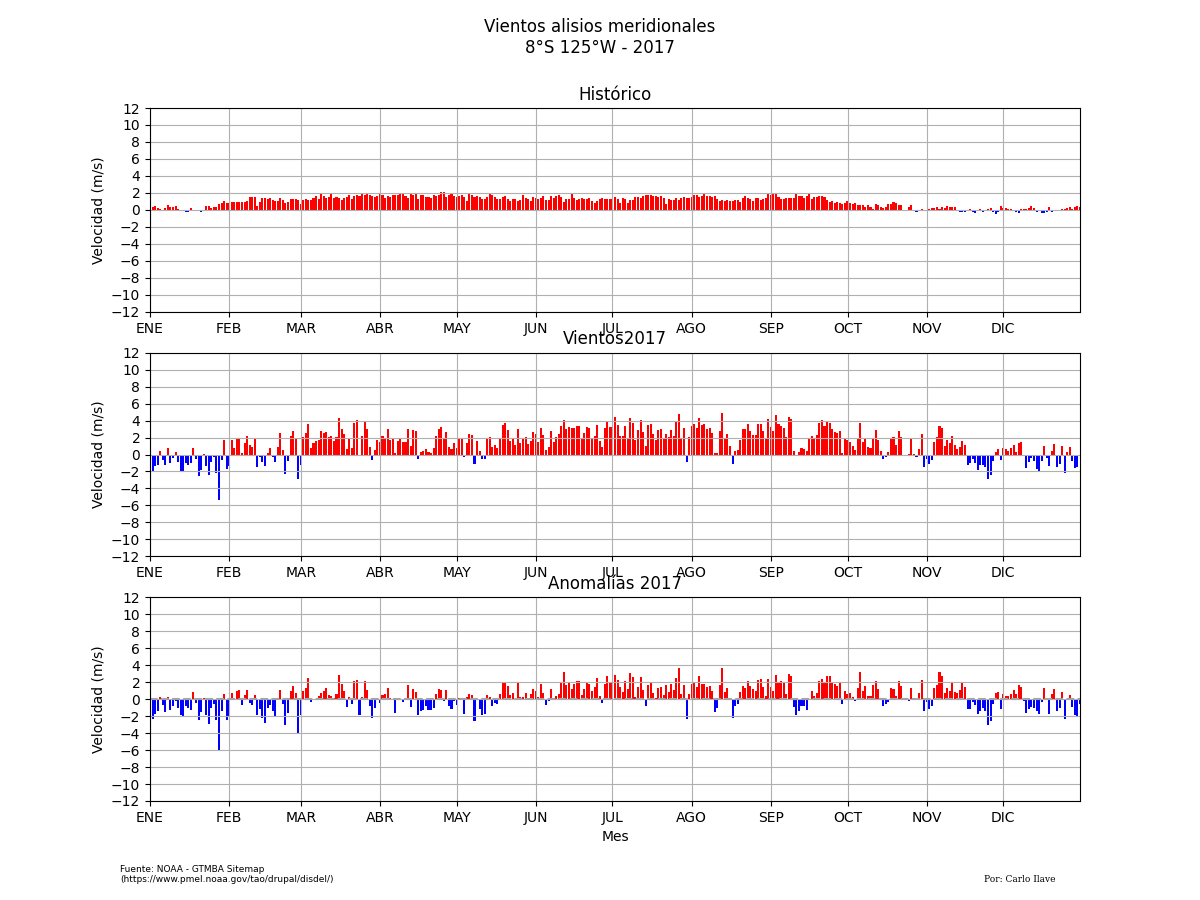 Vientos alisios meridionales
8°S 125°W - 2017
Histórico
12
10
8
6
4
2
0
−2
−4
−6
−8
−10
−12
Velocidad (m/s)
ENE FEB MAR ABR MAY JUN JUL AGO SEP OCT NOV DIC
Vientos2017
12
10
8
6
4
2
0
−2
−4
−6
−8
−10
−12
Velocidad (m/s)
ENE FEB MAR ABR MAY JUN JUL AGO SEP OCT NOV DIC
Anomalías 2017
12
10
8
6
4
2
0
−2
−4
−6
−8
−10
−12
Velocidad (m/s)
ENE FEB MAR ABR MAY JUN JUL AGO SEP OCT NOV DIC
Mes
Fuente: NOAA - GTMBA Sitemap
(https://www.pmel.noaa.gov/tao/drupal/disdel/)
Por: Carlo Ilave